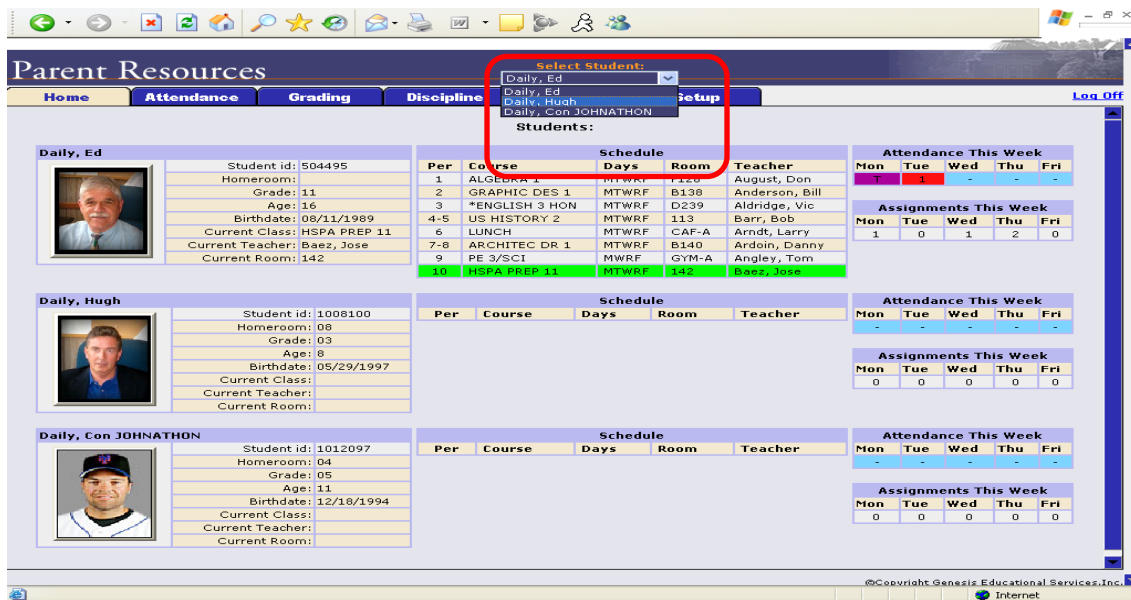 Parent Resources
Select Student:
Daily, Ed
Daily, Ed
Daily, Hugh
Daily, Con JOHNATHON
Home Attendance Grading Discipline Setup Log Off
Students:
Daily, Ed Schedule Attendance This Week
Student id: 504495 Per Course Days Room Teacher Mon Tue Wed Thu Fri
Homeroom: 1 ALGEBRA 1 MTWRF F126 August, Don T 1 - - -
Grade: 11 2 GRAPHIC DES 1 MTWRF B138 Anderson, Bill
Age: 16 3 *ENGLISH 3 HON MTWRF D239 Aldridge, Vic Assignments This Week
Birthdate: 08/11/1989 4-5 US HISTORY 2 MTWRF 113 Barr, Bob Mon Tue Wed Thu Fri
Current Class: HSPA PREP 11 6 LUNCH MTWRF CAF-A Arndt, Larry 1 0 1 2 0
Current Teacher: Baez, Jose 7-8 ARCHITEC DR 1 MTWRF B140 Ardoin, Danny
Current Room: 142 9 PE 3/SCI MWRF GYM-A Angley, Tom
10 HSPA PREP 11 MTWRF 142 Baez, Jose
Daily, Hugh Schedule Attendance This Week
Student id: 1008100 Per Course Days Room Teacher Mon Tue Wed Thu Fri
Homeroom: 08 - - - - -
Grade: 03
Age: 8 Assignments This Week
Birthdate: 05/29/1997 Mon Tue Wed Thu Fri
Current Class: 0 0 0 0 0
Current Teacher:
Current Room:
Daily, Con JOHNATHON Schedule Attendance This Week
Student id: 1012097 Per Course Days Room Teacher Mon Tue Wed Thu Fri
Homeroom: 04 - - - - -
Grade: 05
Age: 11 Assignments This Week
Birthdate: 12/18/1994 Mon Tue Wed Thu Fri
Current Class: 0 0 0 0 0
Current Teacher:
Current Room:
©Copyright Genesis Educational Services,Inc.
Internet